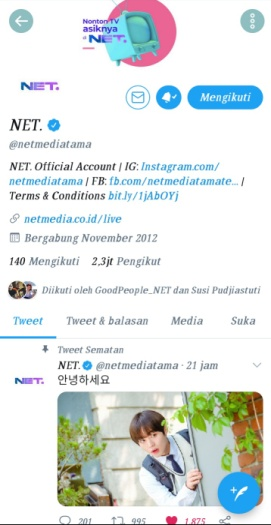 Nonton TV
asiknya
di NET.
NET.
Mengikuti
NET.
@netmediatama
NET. Official Account | IG: Instagram.com/
netmediatama | FB: fb.com/netmediatamate... |
Terms & Conditions bit.ly/1jAbOYj
netmedia.co.id/live
Bergabung November 2012
140 Mengikuti 2,3jt Pengikut
Diikuti oleh GoodPeople_NET dan Susi Pudjiastuti
Tweet Tweet & balasan Media Suka
Tweet Sematan
NET. @netmediatama · 21 jam
NET.
안녕하세요
201 995 1.875